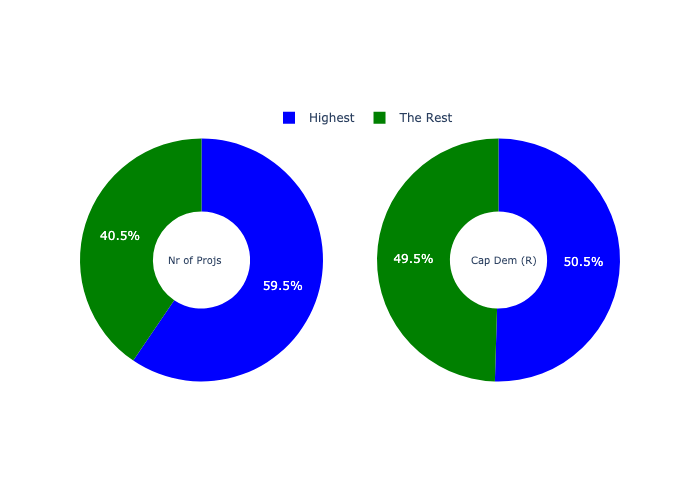 Highest
The Rest
40.5%
Nr of Projs
59.5%
49.5%
Cap Dem (R)
50.5%